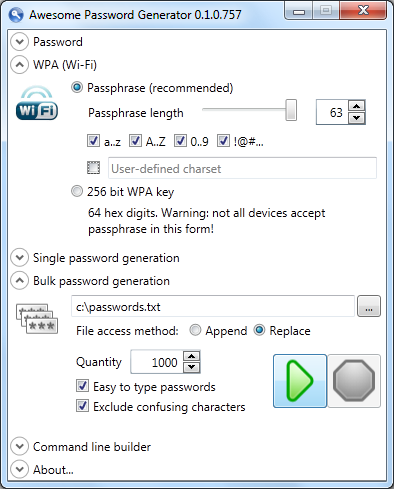 Awesome Password Generator 0.1.0.757
Password
WPA (Wi-Fi)
Wi Fi
Passphrase (recommended)
Passphrase length
63
a..z A..Z 0..9 !@#...
User-defined charset
256 bit WPA key
64 hex digits. Warning: not all devices accept
passphrase in this form!
Single password generation
Bulk password generation
***
c:\passwords.txt ...
File access method: Append Replace
Quantity 1000
Easy to type passwords
Exclude confusing characters
Command line builder
About...